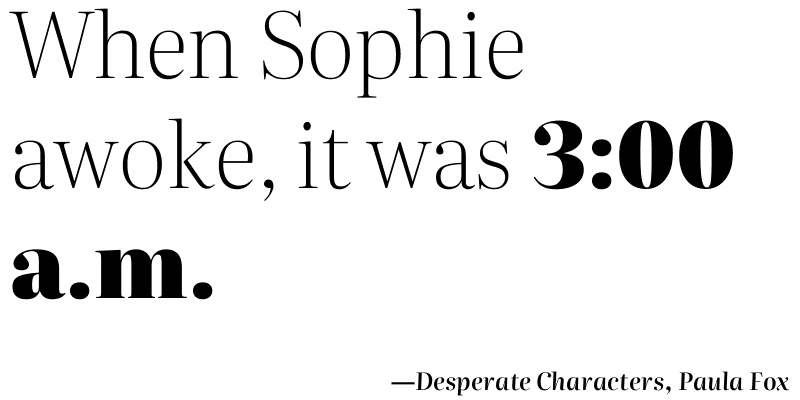 When Sophie
awoke, it was 3:00
a.m.
—Desperate Characters, Paula Fox